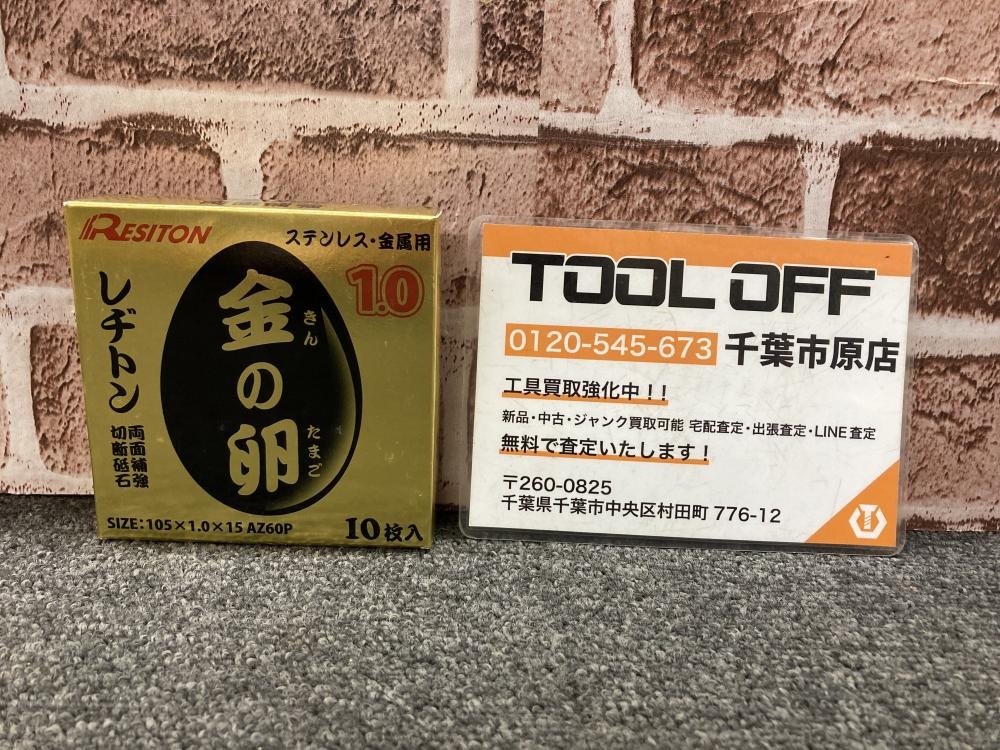 RESITON
ステンレス・金属用
1.0
レヂトン
金の卵
きん
たまご
両面補強
切断砥石
SIZE: 105×1.0×15 AZ60P
10枚入
TOOL OFF
0120-545-673 千葉市原店
工具買取強化中!!
新品・中古・ジャンク買取可能 宅配査定・出張査定・LINE査定
無料で査定いたします!
〒260-0825
千葉県千葉市中央区村田町 776-12